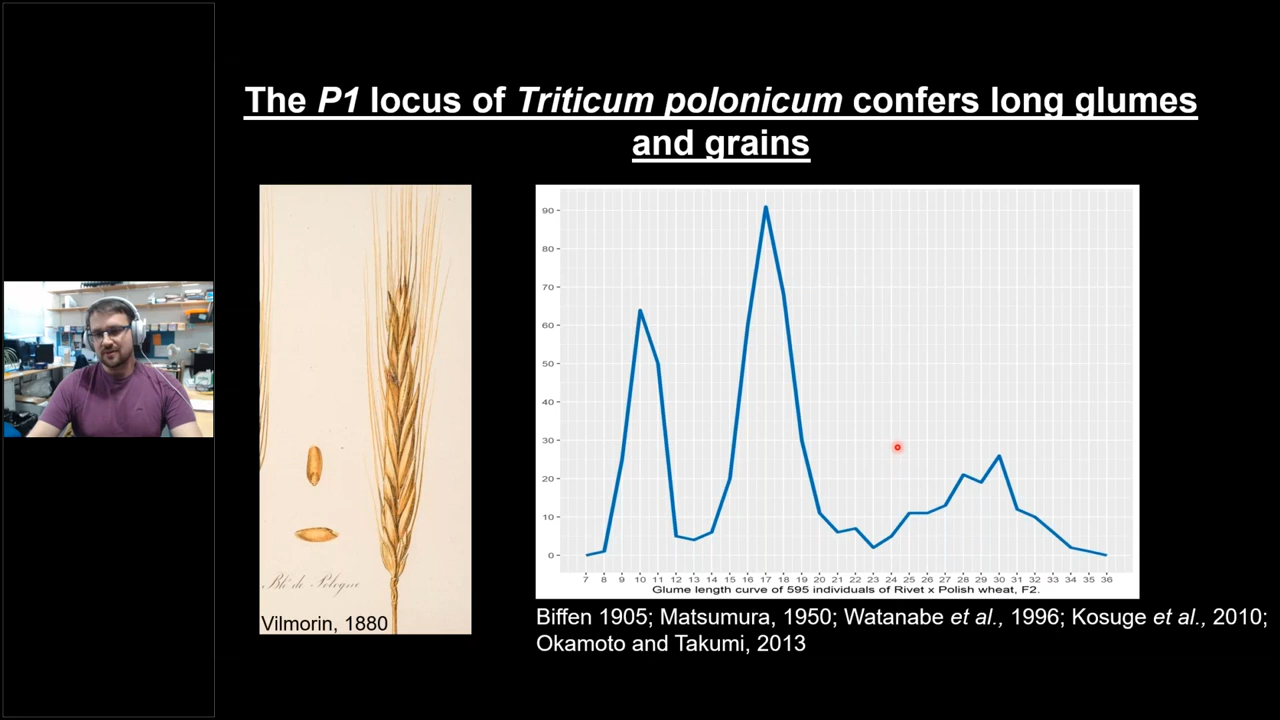 The P1 locus of Triticum polonicum confers long glumes
and grains
Blé de Pologne
Vilmorin, 1880
90
80
70
60
50
40
30
20
10
0
7 8 9 10 11 12 13 14 15 16 17 18 19 20 21 22 23 24 25 26 27 28 29 30 31 32 33 34 35 36
Glume length curve of 595 individuals of Rivet x Polish wheat, F2.
Biffen 1905; Matsumura, 1950; Watanabe et al., 1996; Kosuge et al., 2010;
Okamoto and Takumi, 2013